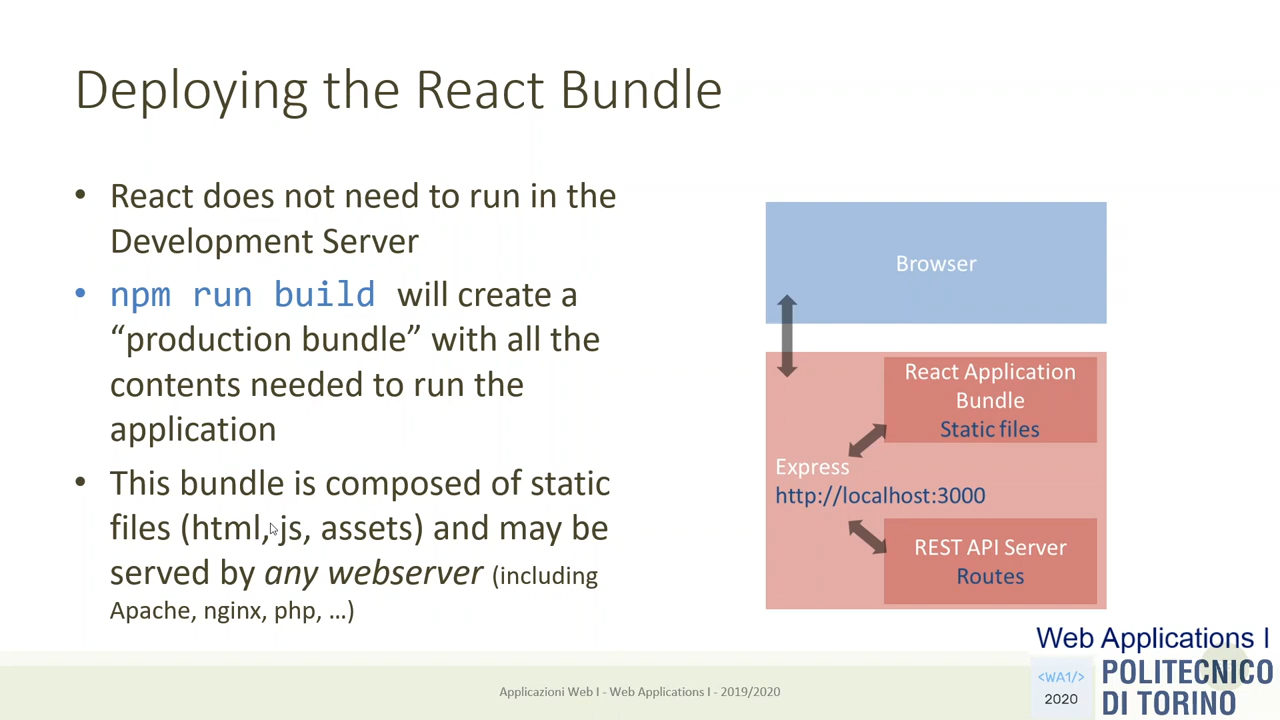 Deploying the React Bundle
• React does not need to run in the
Development Server
• npm run build will create a
“production bundle” with all the
contents needed to run the
application
• This bundle is composed of static
files (html, js, assets) and may be
served by any webserver (including
Apache, nginx, php, …)
Browser
React Application
Bundle
Static files
Express
http://localhost:3000
REST API Server
Routes
Applicazioni Web I - Web Applications I - 2019/2020
Web Applications I
<WA1/>
2020
POLITECNICO
DI TORINO